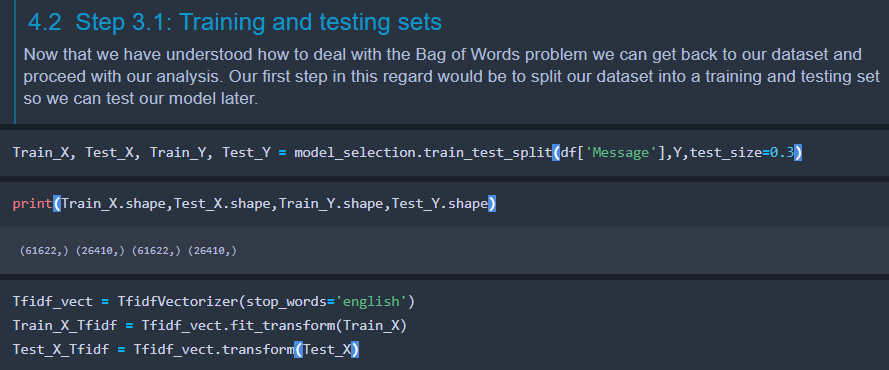 4.2 Step 3.1: Training and testing sets
Now that we have understood how to deal with the Bag of Words problem we can get back to our dataset and
proceed with our analysis. Our first step in this regard would be to split our dataset into a training and testing set
so we can test our model later.
Train_X, Test_X, Train_Y, Test_Y = model_selection.train_test_split(df['Message'],Y,test_size=0.3)
print(Train_X.shape,Test_X.shape,Train_Y.shape,Test_Y.shape)
(61622,) (26410,) (61622,) (26410,)
Tfidf_vect = TfidfVectorizer(stop_words='english')
Train_X_Tfidf = Tfidf_vect.fit_transform(Train_X)
Test_X_Tfidf = Tfidf_vect.transform(Test_X)